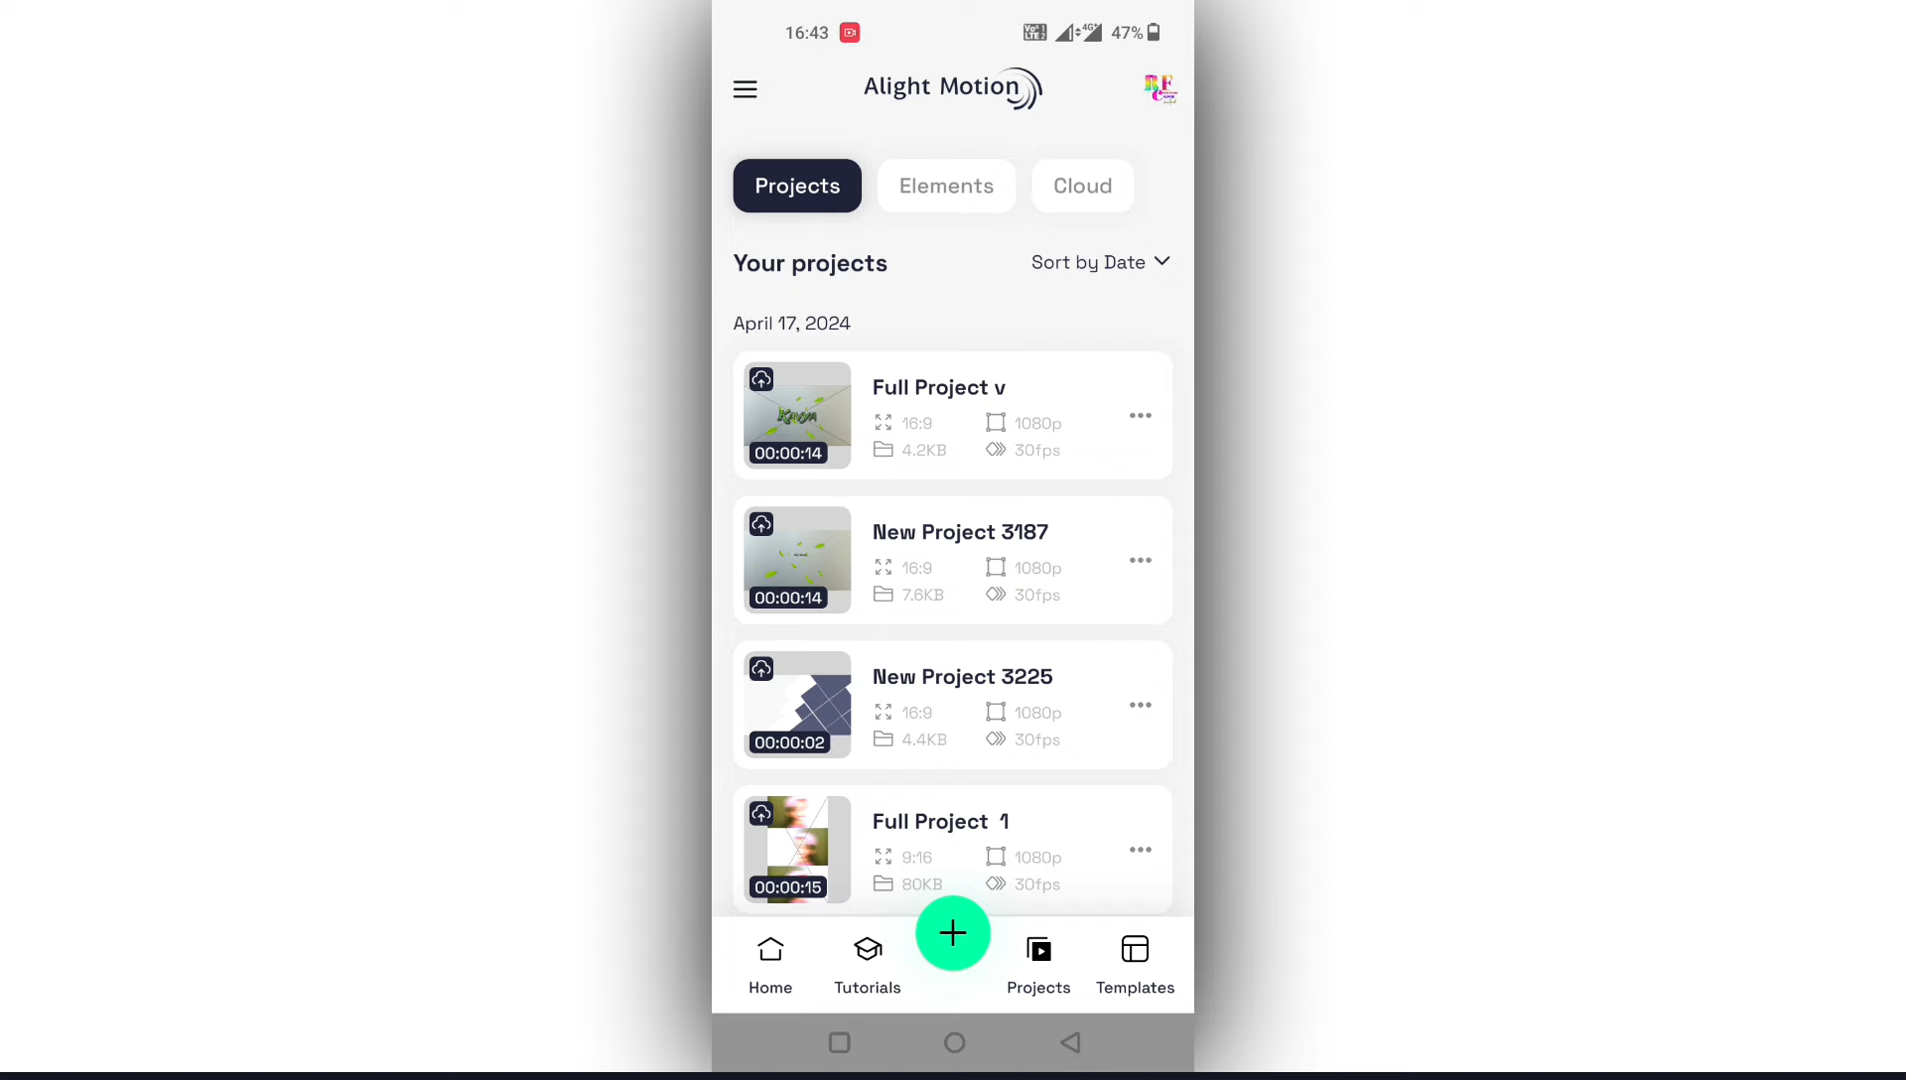 16:43 47%
Alight Motion
Projects Elements Cloud
Your projects Sort by Date
April 17, 2024
Full Project v
16:9 1080p
4.2KB 30fps
00:00:14
New Project 3187
16:9 1080p
7.6KB 30fps
00:00:14
New Project 3225
16:9 1080p
4.4KB 30fps
00:00:02
Full Project 1
9:16 1080p
80KB 30fps
00:00:15
Home Tutorials Projects Templates